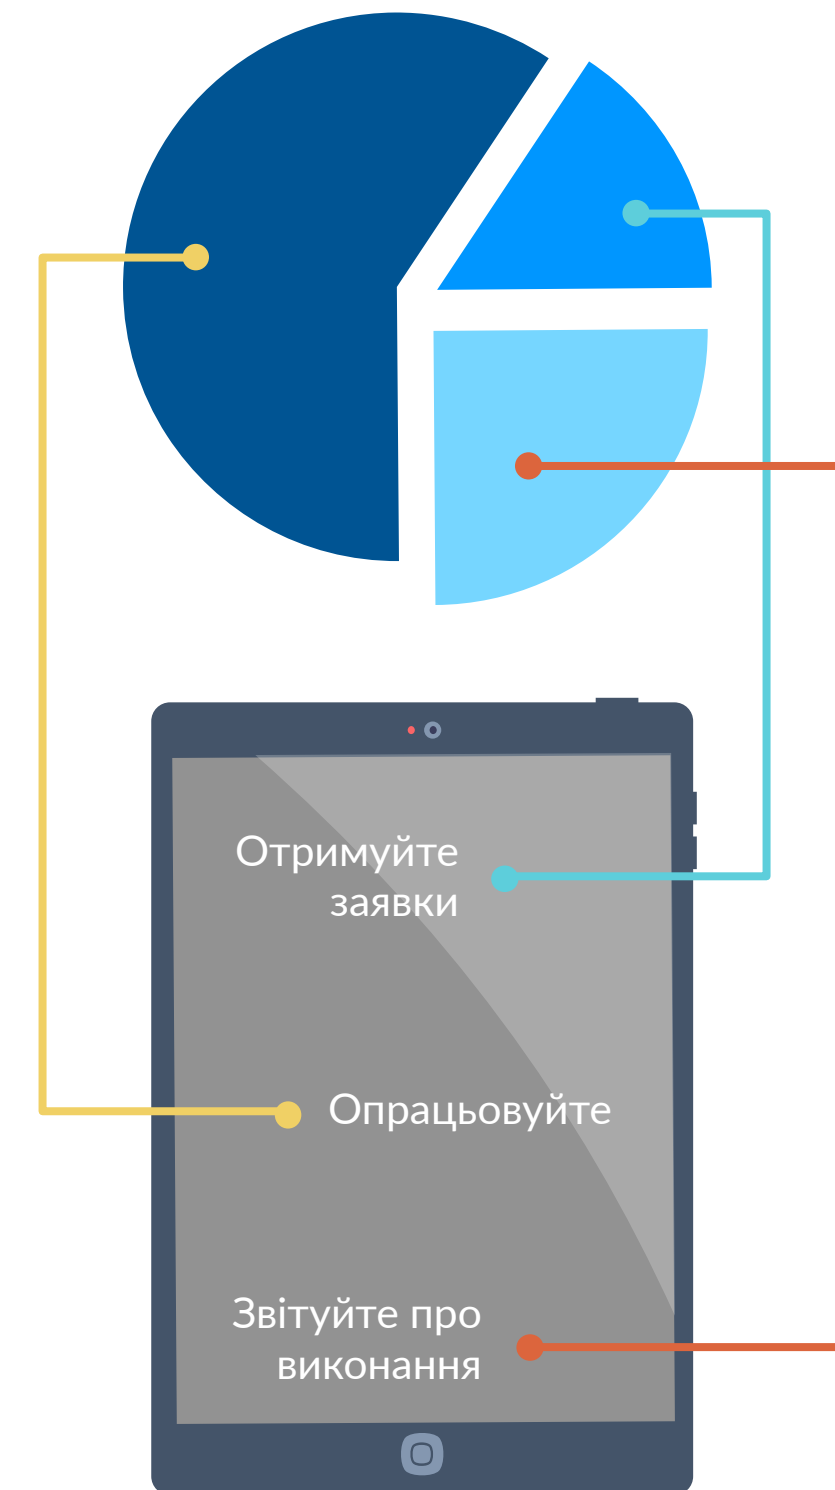 Отримуйте
заявки
Опрацьовуйте
Звітуйте про
виконання